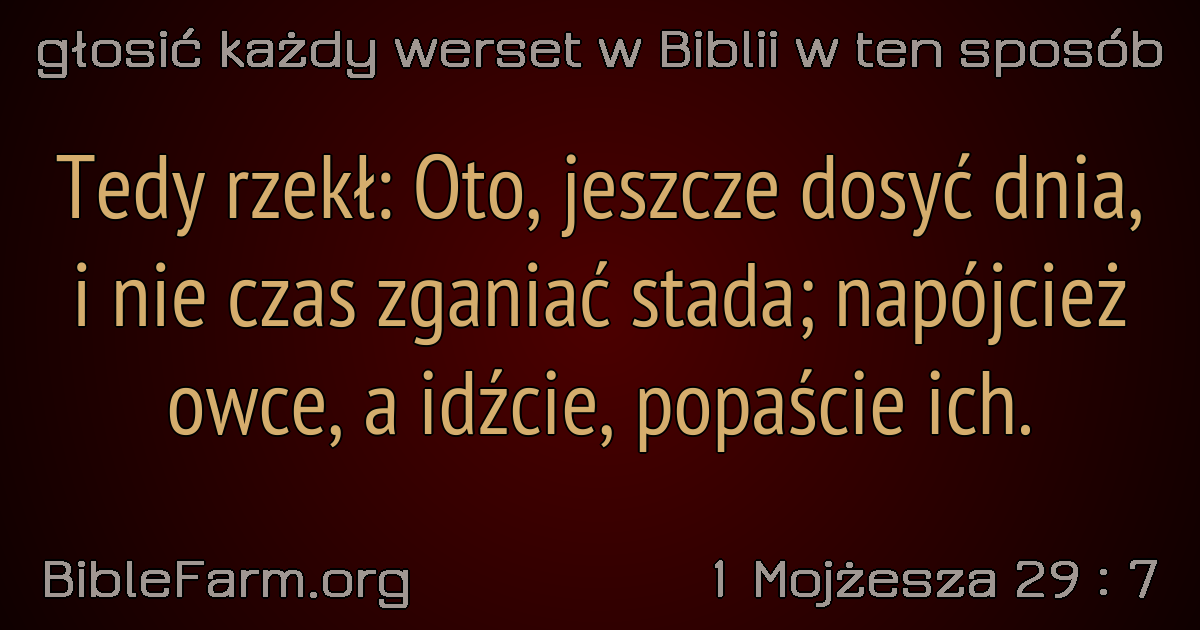 głosić każdy werset w Biblii w ten sposób
Tedy rzekł: Oto, jeszcze dosyć dnia,
i nie czas zganiać stada; napójcież
owce, a idźcie, popaście ich.
BibleFarm.org
1 Mojżesza 29 : 7